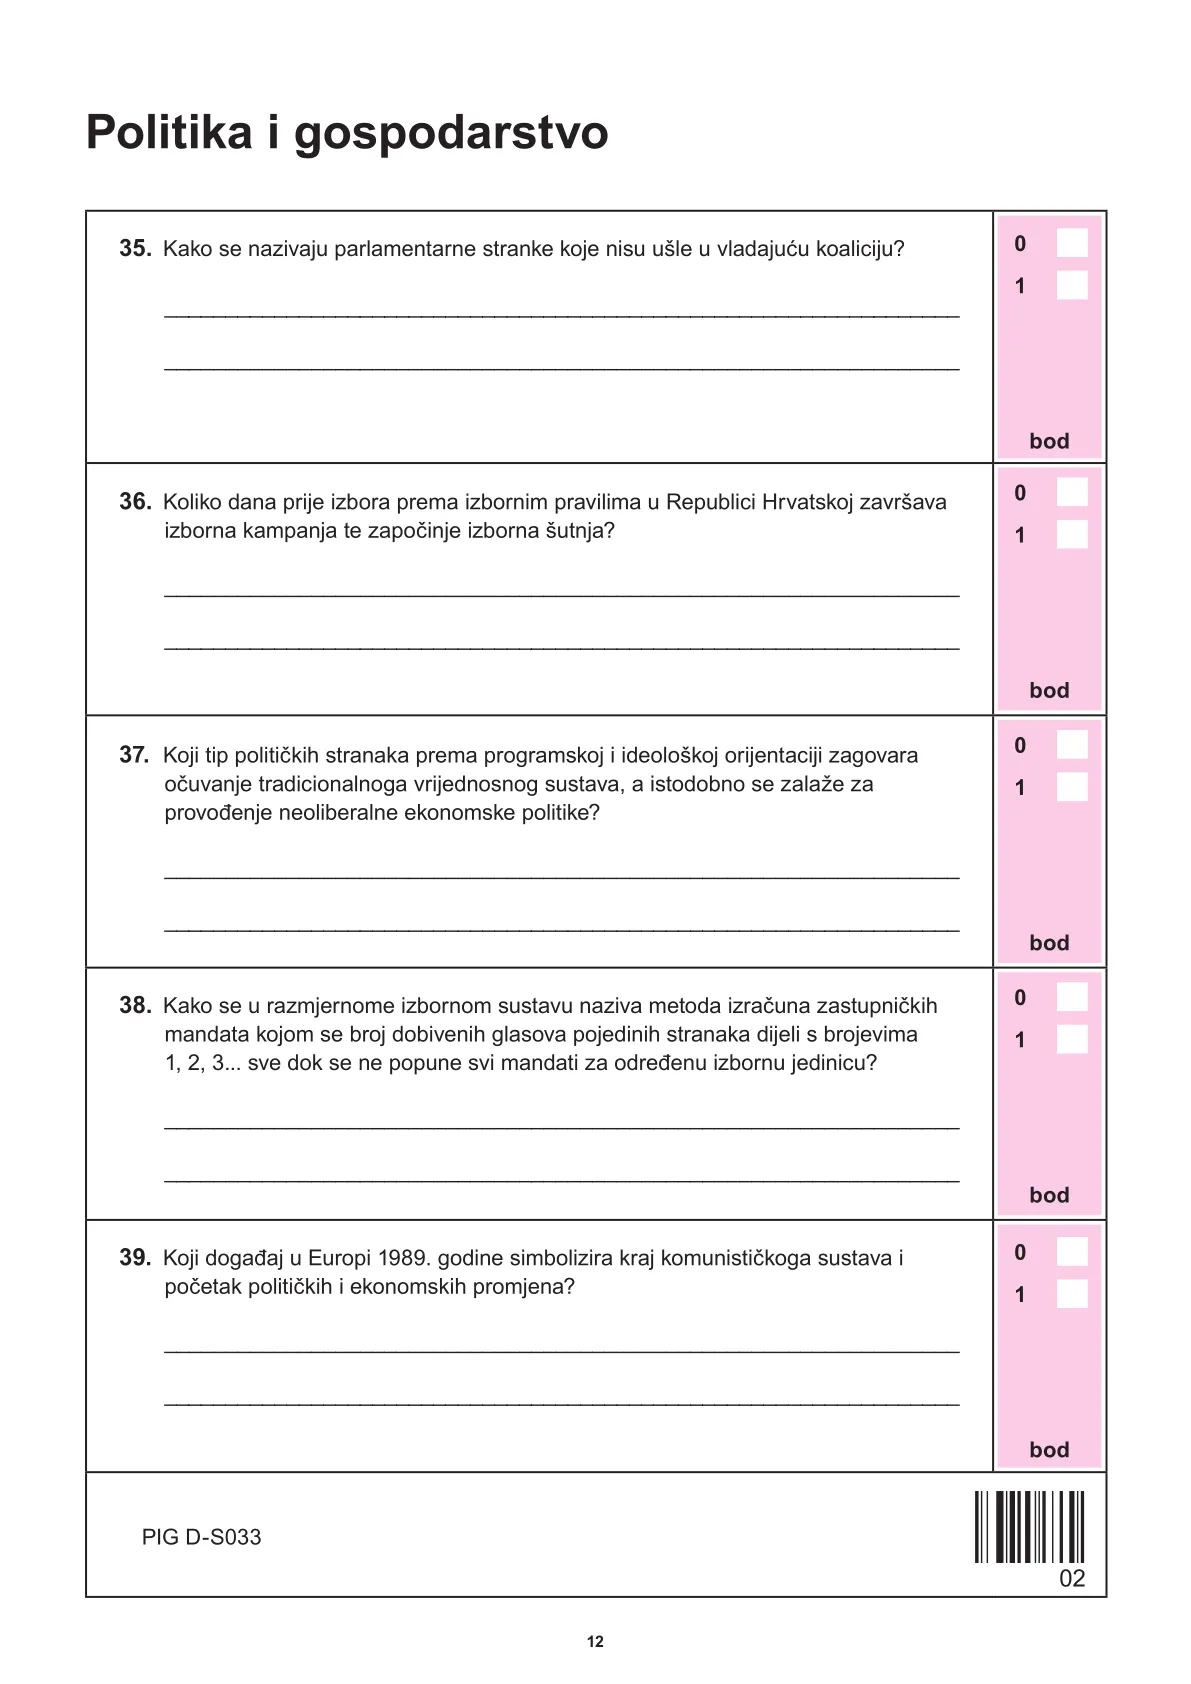 Politika i gospodarstvo
35. Kako se nazivaju parlamentarne stranke koje nisu ušle u vladajuću koaliciju?
0
1
bod
36. Koliko dana prije izbora prema izbornim pravilima u Republici Hrvatskoj završava
izborna kampanja te započinje izborna šutnja?
0
1
bod
37. Koji tip političkih stranaka prema programskoj i ideološkoj orijentaciji zagovara
očuvanje tradicionalnoga vrijednosnog sustava, a istodobno se zalaže za
provođenje neoliberalne ekonomske politike?
0
1
bod
38. Kako se u razmjernome izbornom sustavu naziva metoda izračuna zastupničkih
mandata kojom se broj dobivenih glasova pojedinih stranaka dijeli s brojevima
1, 2, 3... sve dok se ne popune svi mandati za određenu izbornu jedinicu?
0
1
bod
39. Koji događaj u Europi 1989. godine simbolizira kraj komunističkoga sustava i
početak političkih i ekonomskih promjena?
0
1
bod
PIG D-S033
02
12